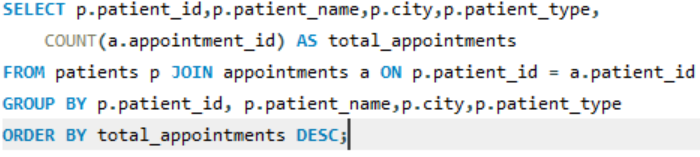 SELECT p.patient_id,p.patient_name,p.city,p.patient_type,
    COUNT(a.appointment_id) AS total_appointments
FROM patients p JOIN appointments a ON p.patient_id = a.patient_id
GROUP BY p.patient_id, p.patient_name,p.city,p.patient_type
ORDER BY total_appointments DESC;